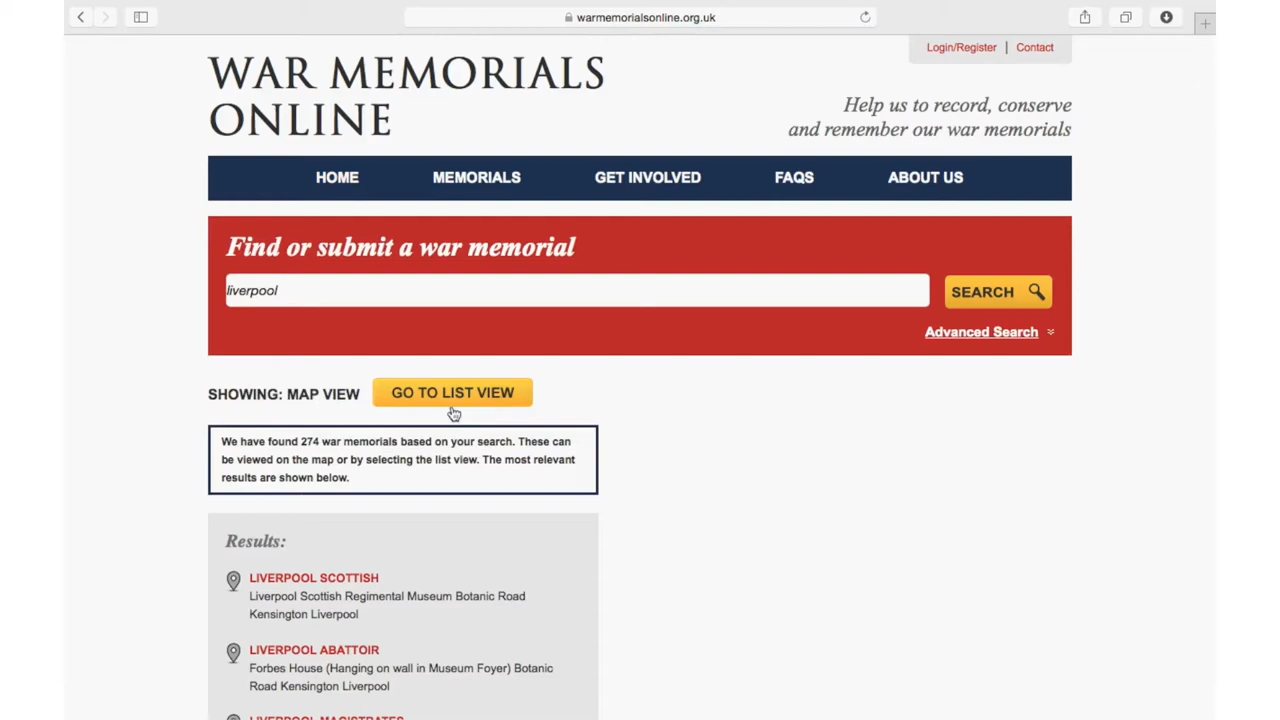 warmemorialsonline.org.uk
Login/Register | Contact
WAR MEMORIALS
ONLINE
Help us to record, conserve
and remember our war memorials
HOME MEMORIALS GET INVOLVED FAQS ABOUT US
Find or submit a war memorial
liverpool
SEARCH
Advanced Search
SHOWING: MAP VIEW GO TO LIST VIEW
We have found 274 war memorials based on your search. These can
be viewed on the map or by selecting the list view. The most relevant
results are shown below.
Results:
LIVERPOOL SCOTTISH
Liverpool Scottish Regimental Museum Botanic Road
Kensington Liverpool
LIVERPOOL ABATTOIR
Forbes House (Hanging on wall in Museum Foyer) Botanic
Road Kensington Liverpool
LIVERPOOL MAGISTRATES